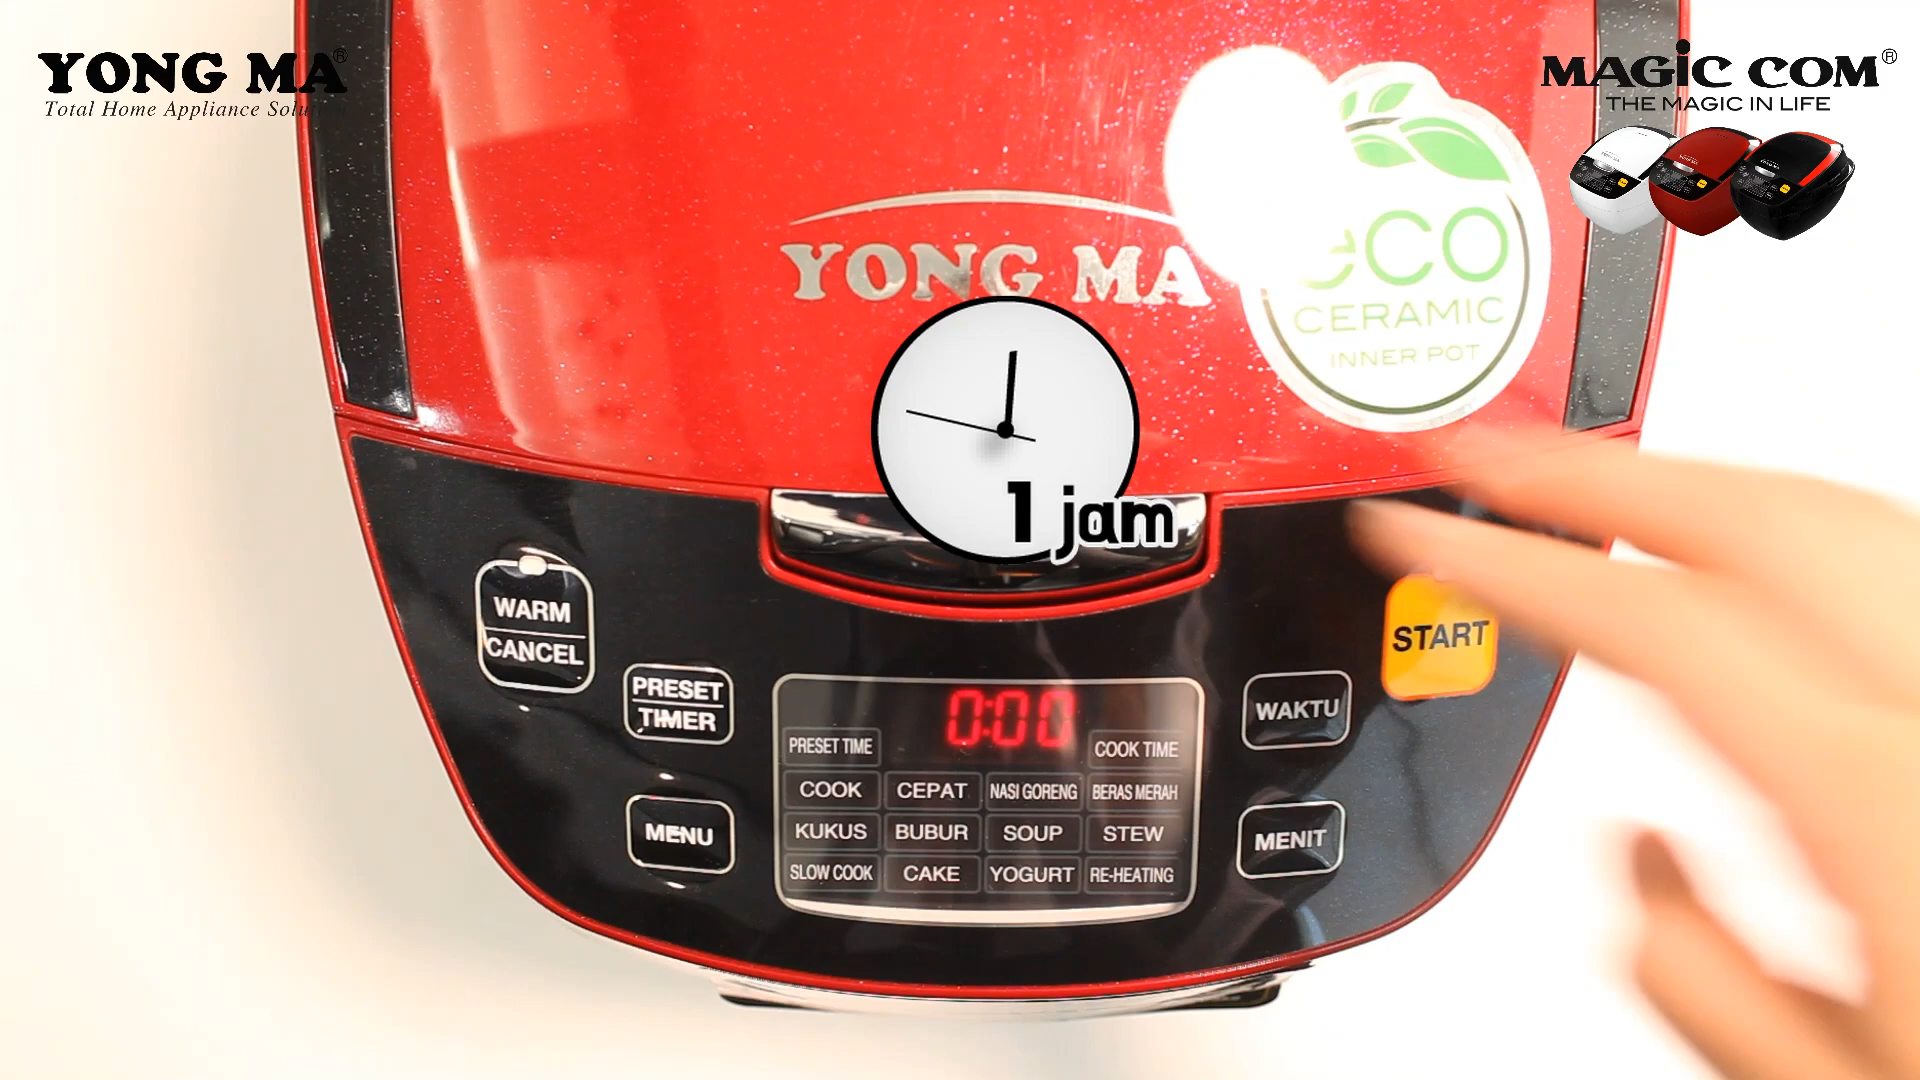 YONG MA®
Total Home Appliance Solution
MAGIC COM®
THE MAGIC IN LIFE
YONG MA
eco
CERAMIC
INNER POT
1 jam
WARM
CANCEL
PRESET
TIMER
MENU
0:00
PRESET TIME
COOK TIME
COOK CEPAT NASI GORENG BERAS MERAH
KUKUS BUBUR SOUP STEW
SLOW COOK CAKE YOGURT RE-HEATING
START
WAKTU
MENIT